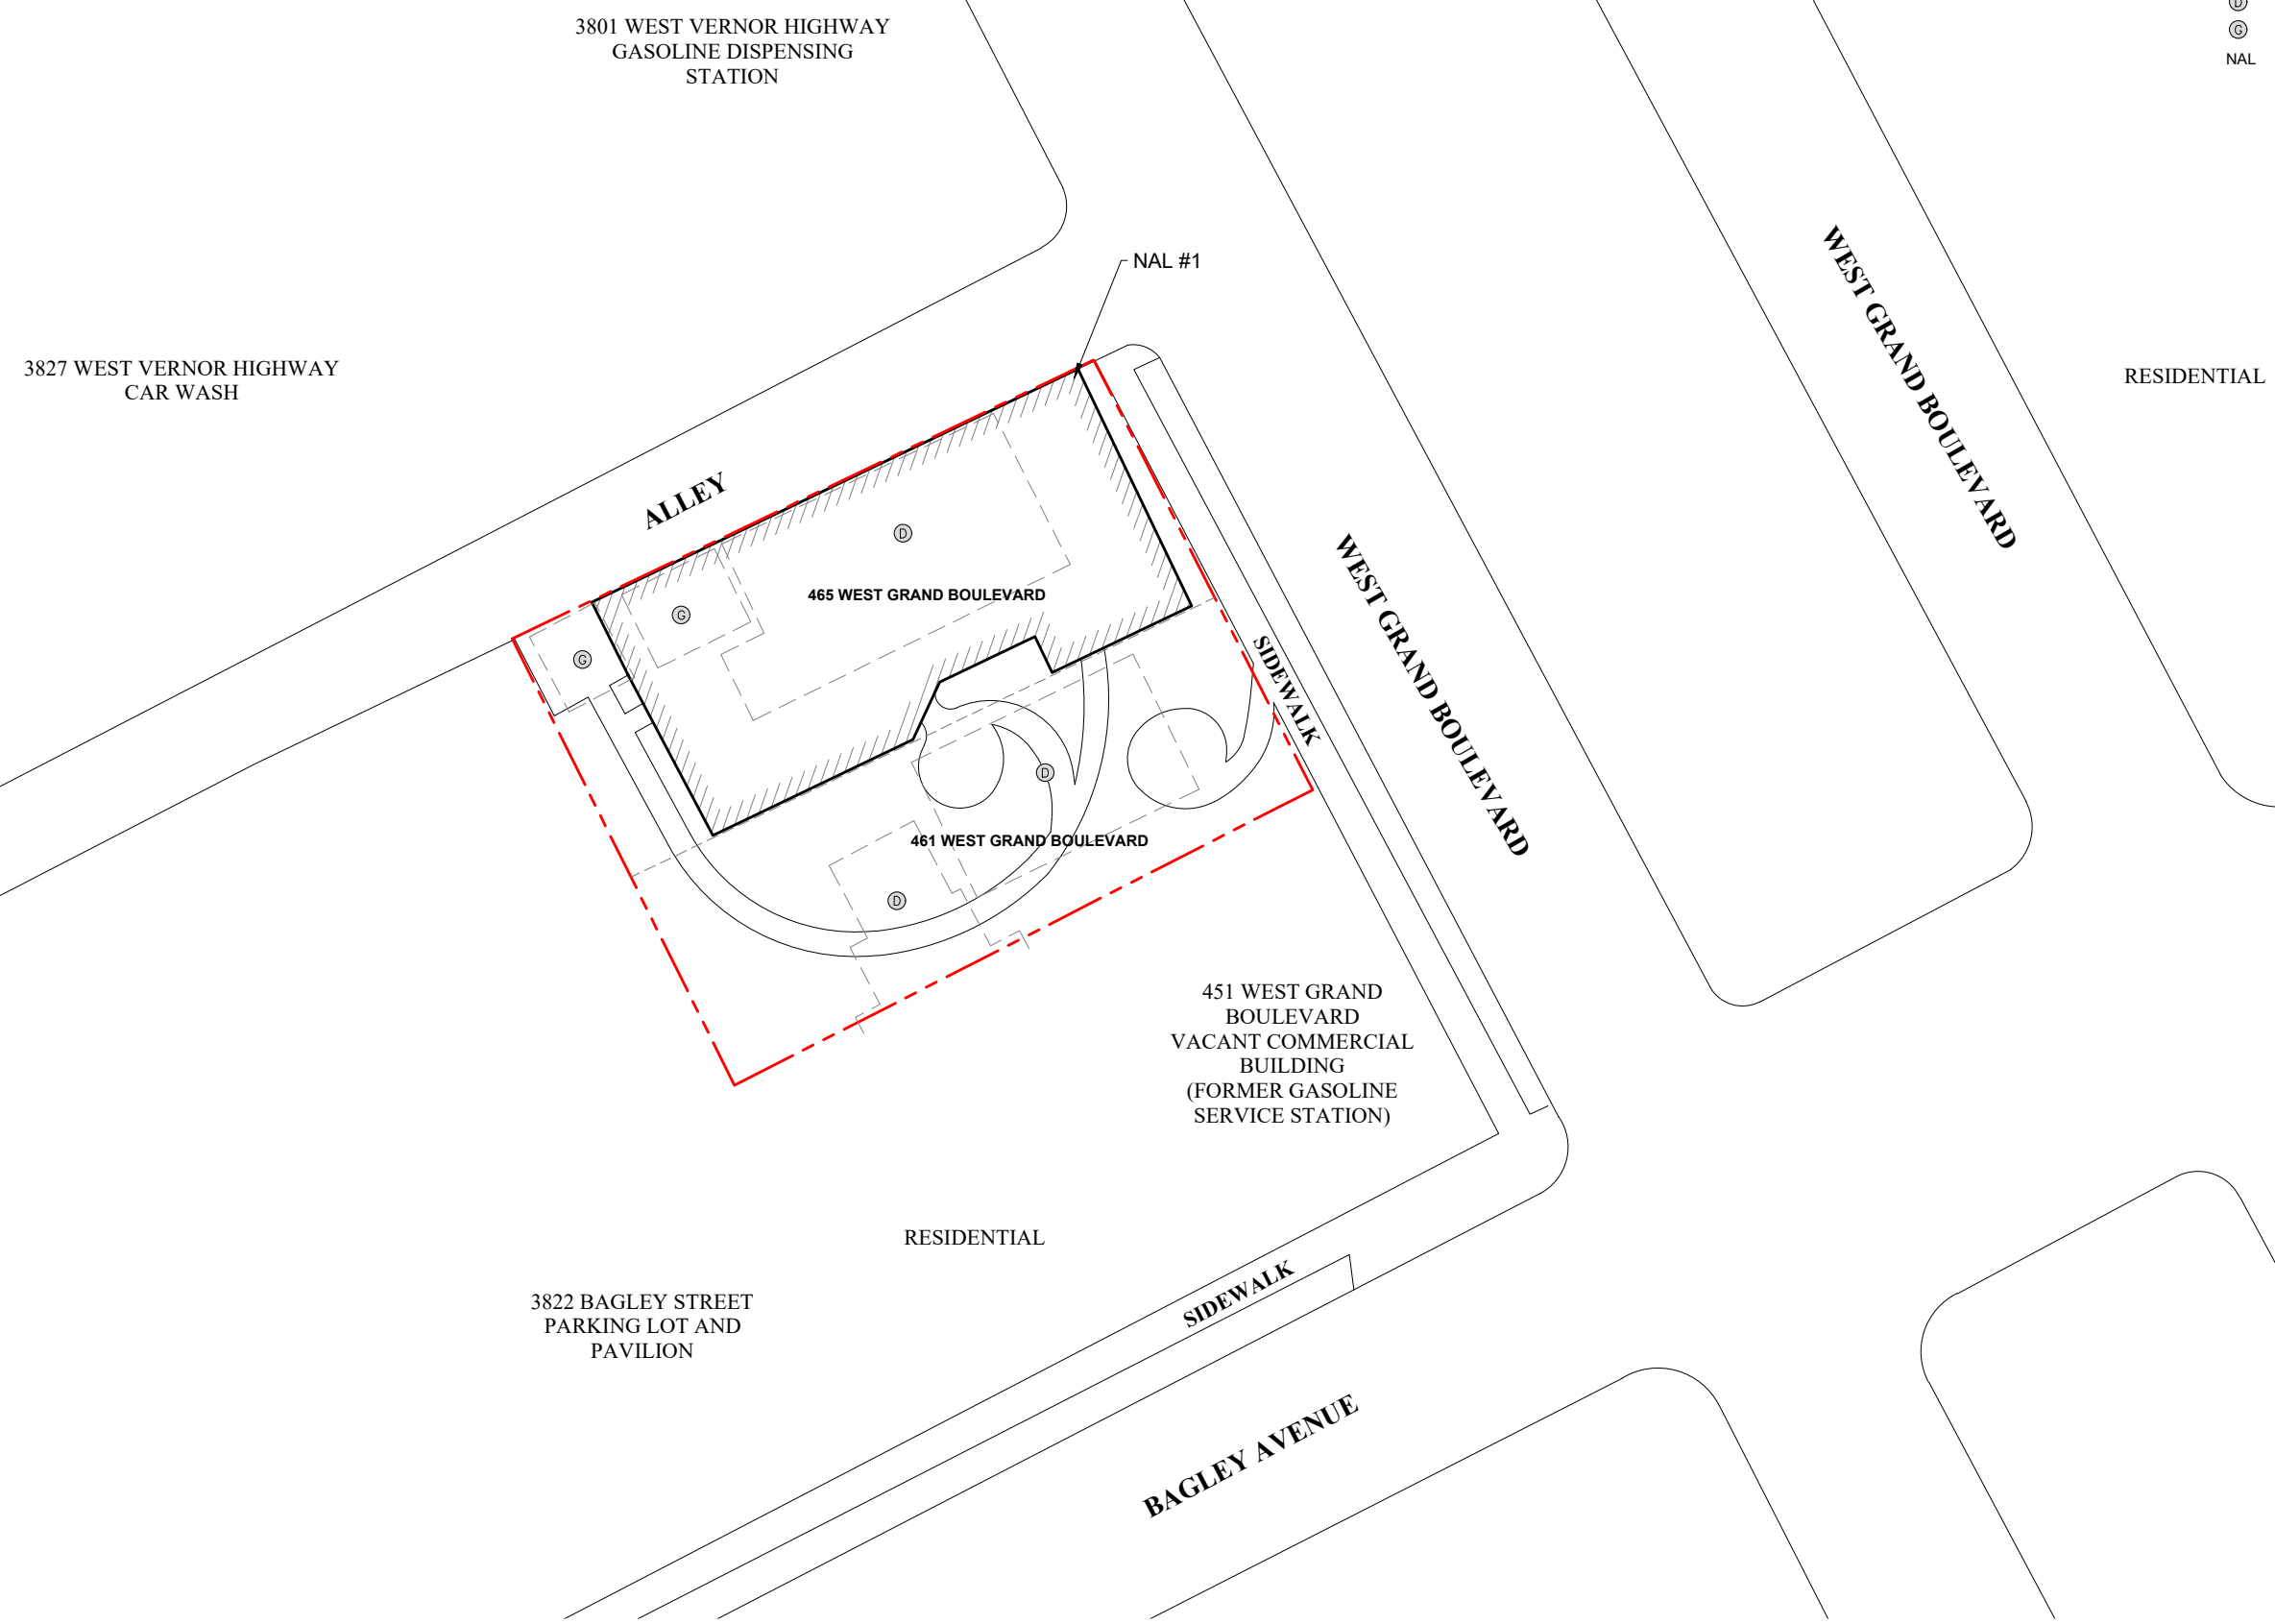 3801 WEST VERNOR HIGHWAY
GASOLINE DISPENSING
STATION
D
G
NAL
NAL #1
3827 WEST VERNOR HIGHWAY
CAR WASH
WEST GRAND BOULEVARD
RESIDENTIAL
ALLEY
D
465 WEST GRAND BOULEVARD
G
G
WEST GRAND BOULEVARD
SIDEWALK
D
461 WEST GRAND BOULEVARD
D
451 WEST GRAND
BOULEVARD
VACANT COMMERCIAL
BUILDING
(FORMER GASOLINE
SERVICE STATION)
RESIDENTIAL
3822 BAGLEY STREET
PARKING LOT AND
PAVILION
SIDEWALK
BAGLEY AVENUE